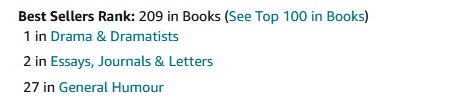 Best Sellers Rank: 209 in Books (See Top 100 in Books)
1 in Drama & Dramatists
2 in Essays, Journals & Letters
27 in General Humour